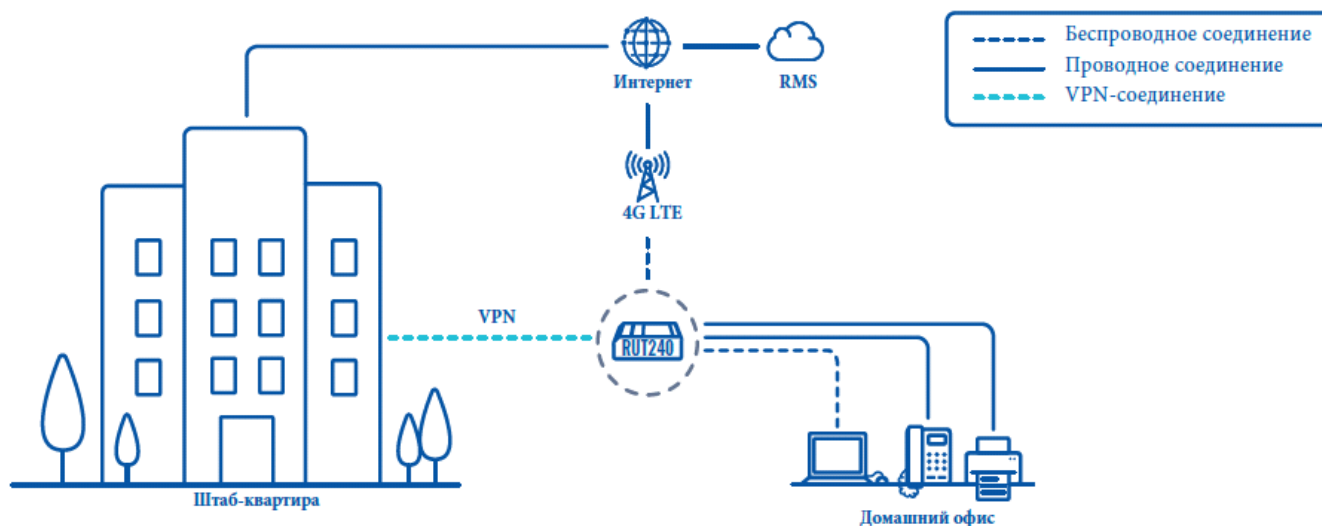 Интернет
RMS
Беспроводное соединение
Проводное соединение
VPN-соединение
4G LTE
VPN
RUT240
Штаб-квартира
Домашний офис